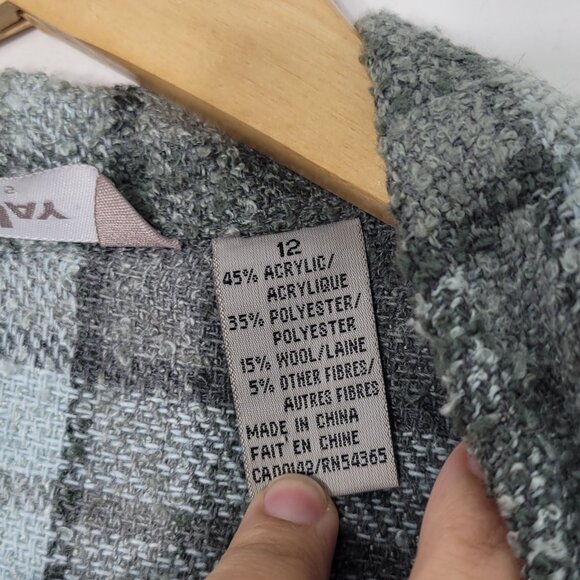 12
45% ACRYLIC/
ACRYLIQUE
35% POLYESTER/
POLYESTER
15% WOOL/LAINE
5% OTHER FIBRES/
AUTRES FIBRES
MADE IN CHINA
FAIT EN CHINE
CA00149/RN54365